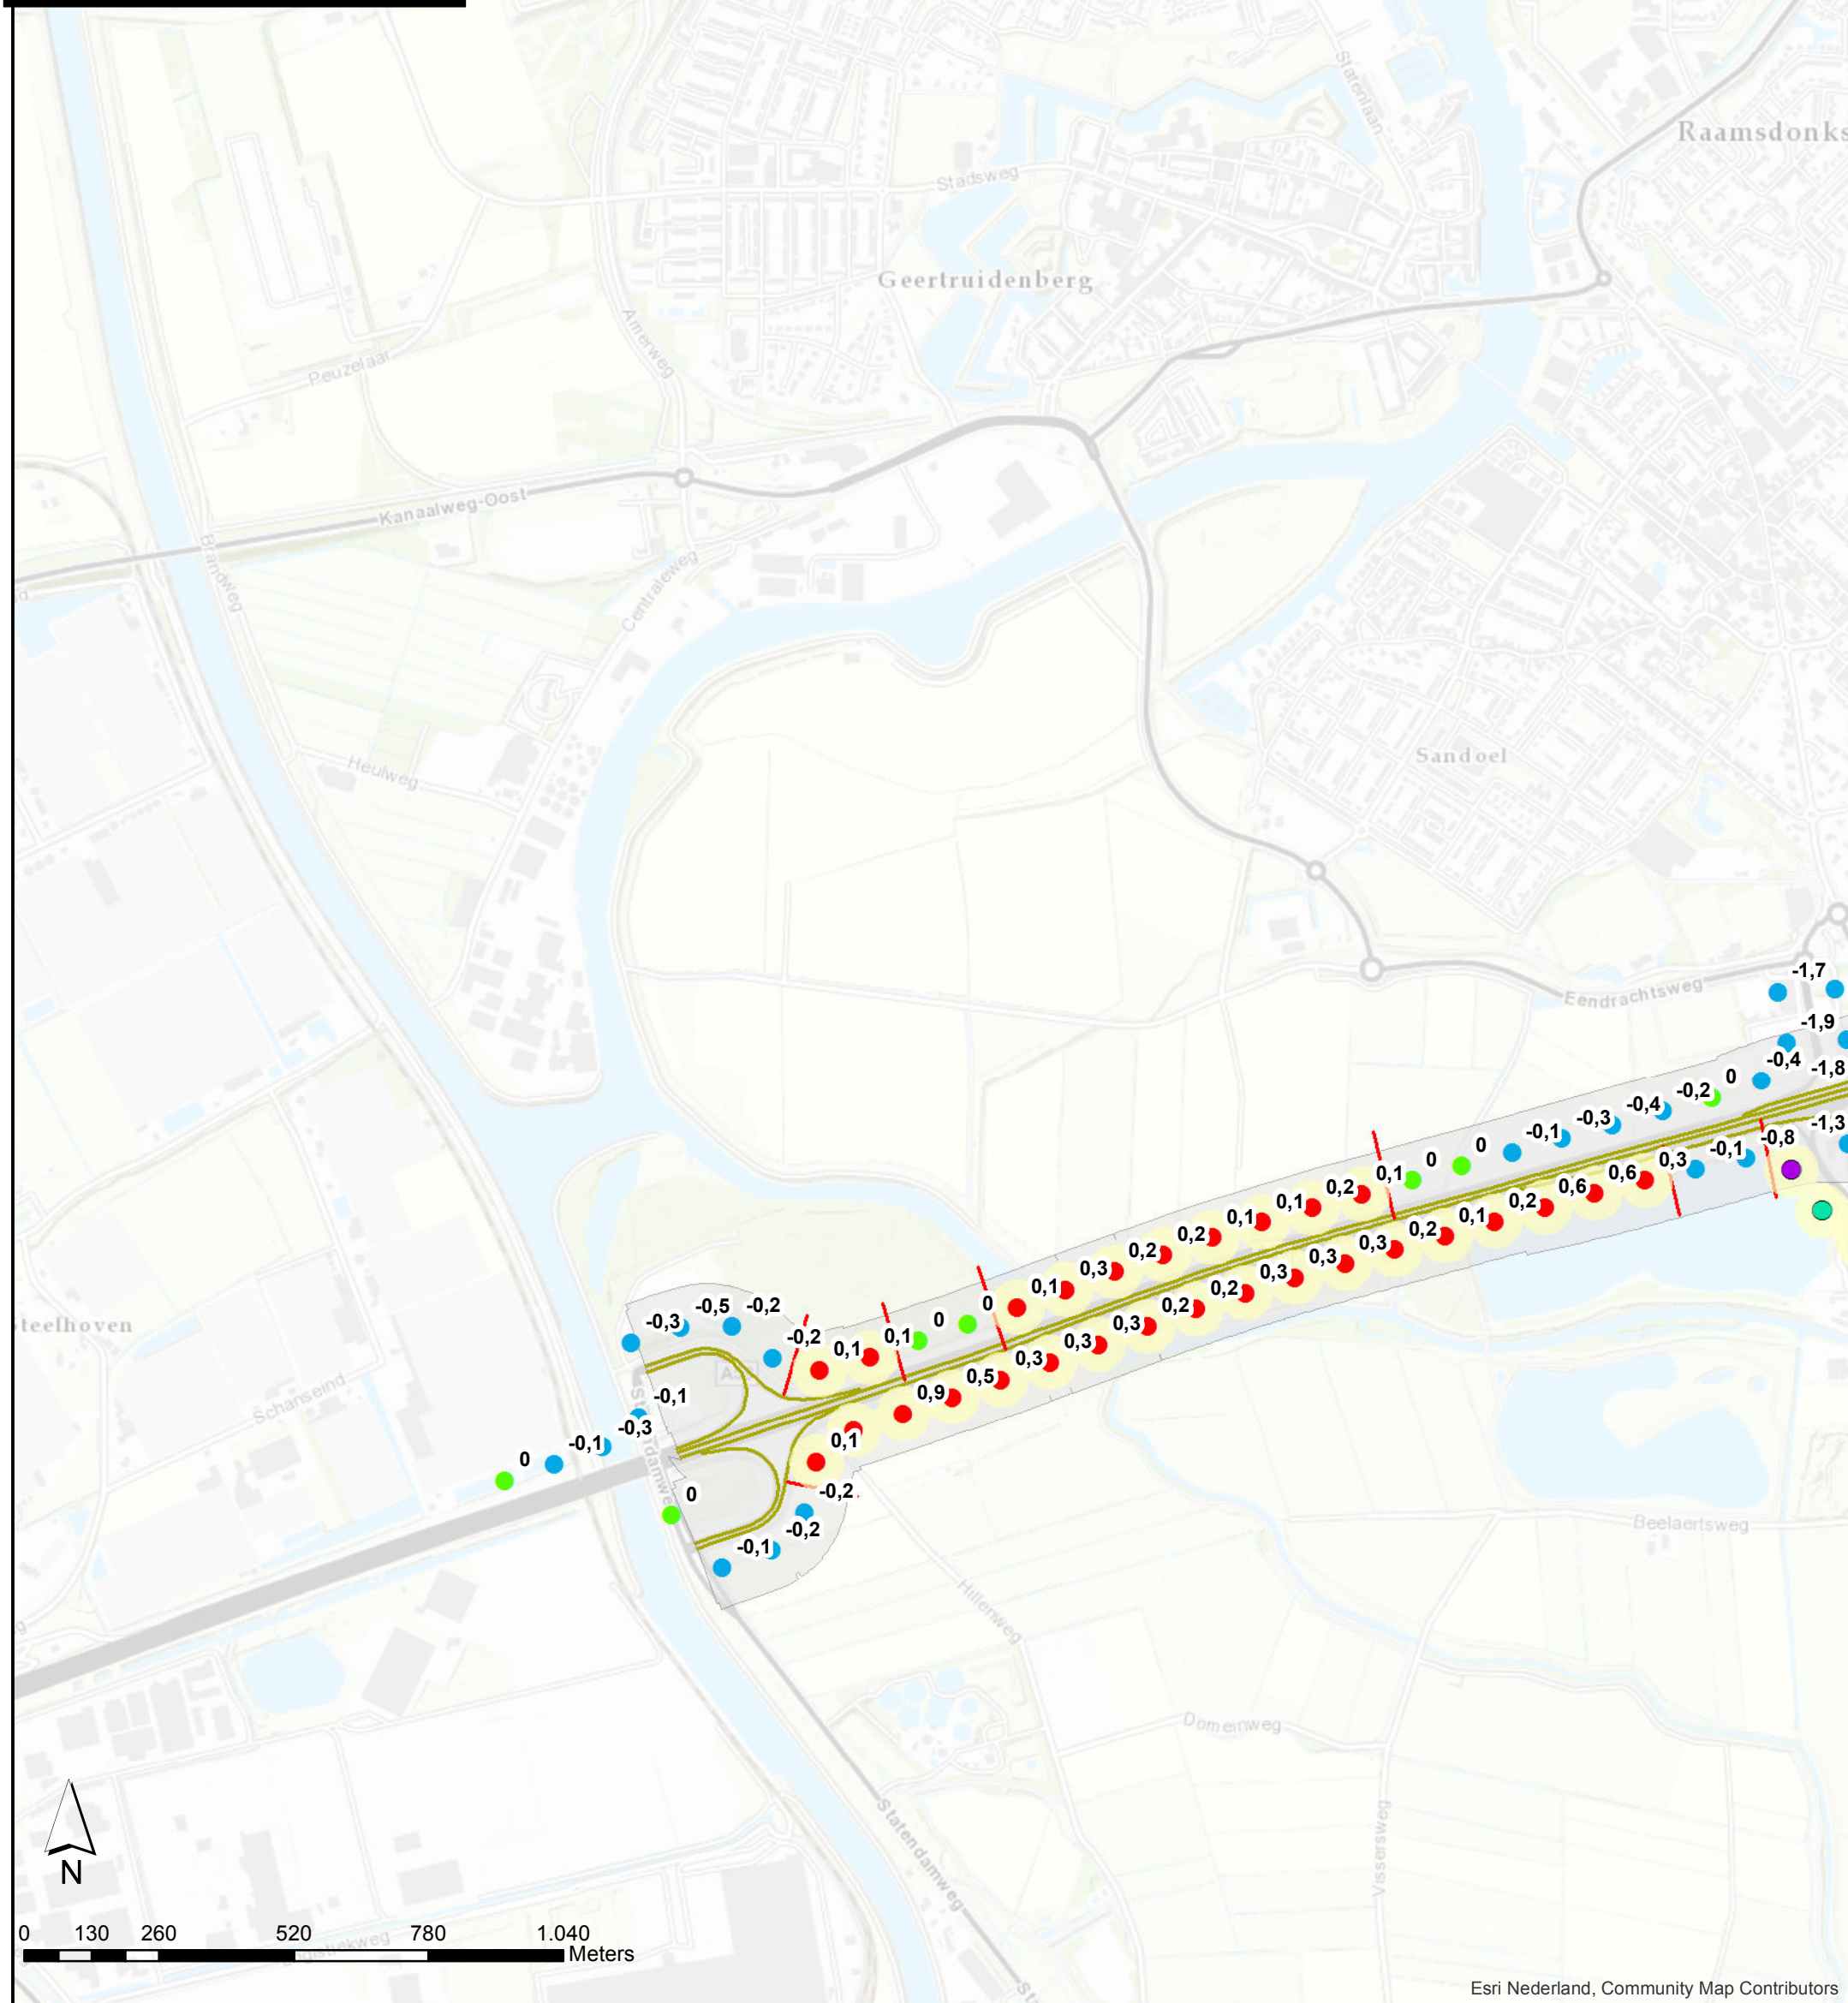 Statenlaan
Raamsdonks
Stadsweg
Geertruidenberg
Amerweg
Peuzelaar
Kanaalweg-Oost
Brandweg
Centraleweg
Heulweg
Sandoel
-1,7
Eendrachtsweg
-1,9
-0,4
-1,8
0
-0,2
-0,4
-0,3
-0,1
0
0
0,1
-1,3
-0,8
-0,1
0,3
0,6
0,6
0,2
0,1
0,2
0,3
0,3
0,3
0,2
0,2
0,3
0,3
0,3
0,5
0,9
0,1
0,2
0,1
0,1
0,2
0,2
0,3
0,1
0
0
0,1
0,1
-0,2
-0,2
-0,5
-0,3
teelhoven
Schanseind
-0,1
-0,3
-0,1
0
0
-0,2
-0,2
-0,1
Beelaertsweg
Hillenweg
Domeinweg
Vissersweg
Statendamweg
N
0 130 260 520 780 1.040
Meters
Esri Nederland, Community Map Contributors